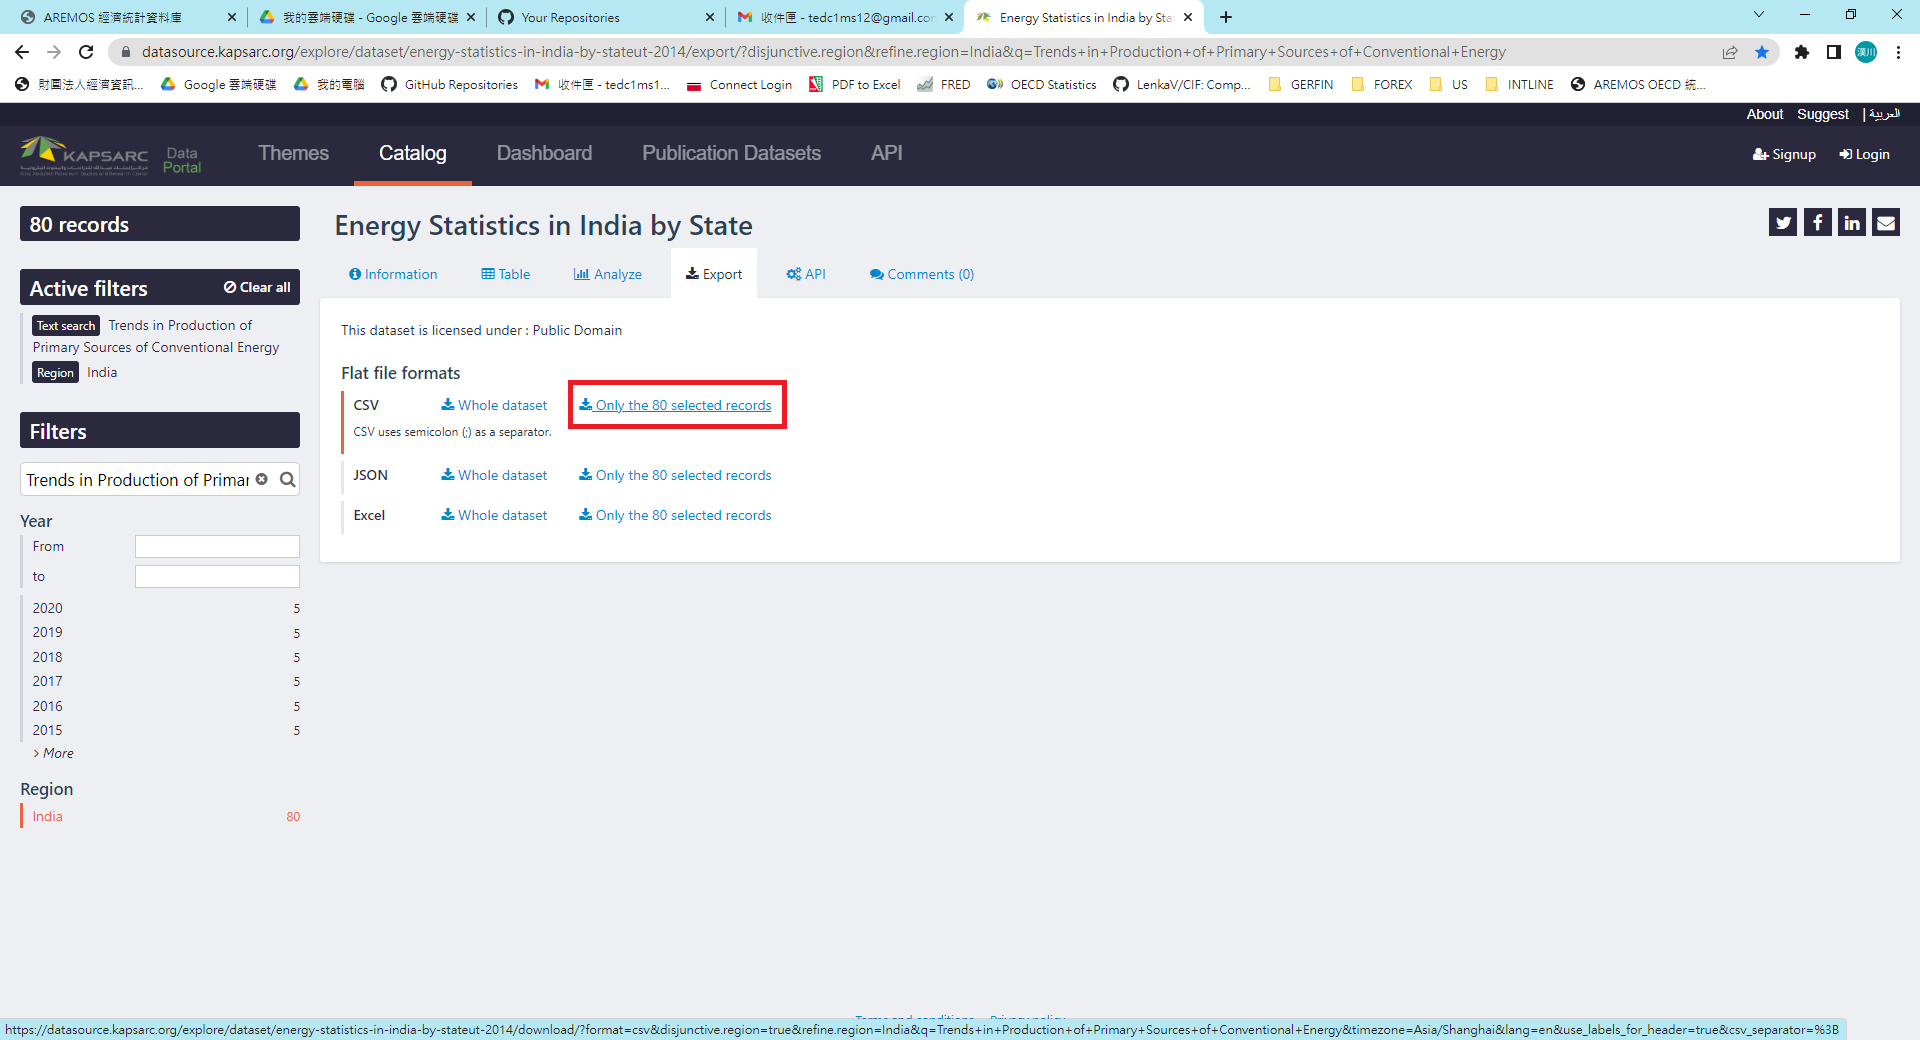 AREMOS 經濟統計資料庫
我的雲端硬碟 - Google 雲端硬碟
Your Repositories
收件匣 - tedc1ms12@gmail.co
Energy Statistics in India by Sta
datasource.kapsarc.org/explore/dataset/energy-statistics-in-india-by-stateut-2014/export/?disjunctive.region&refine.region=India&q=Trends+in+Production+of+Primary+Sources+of+Conventional+Energy
漢川
財團法人經濟資訊...
Google 雲端硬碟
我的電腦
GitHub Repositories
收件匣 - tedc1ms1...
Connect Login
PDF to Excel
FRED
OECD Statistics
LenkaV/CIF: Comp...
GERFIN
FOREX
US
INTLINE
AREMOS OECD 統...
About Suggest | العربية
KAPSARC
Data Portal
Themes
Catalog
Dashboard
Publication Datasets
API
Signup
Login
80 records
Active filters
Clear all
Text search Trends in Production of
Primary Sources of Conventional Energy
Region India
Filters
Trends in Production of Primar
Year
From
to
2020 5
2019 5
2018 5
2017 5
2016 5
2015 5
> More
Region
India 80
Energy Statistics in India by State
Information
Table
Analyze
Export
API
Comments (0)
This dataset is licensed under : Public Domain
Flat file formats
CSV Whole dataset Only the 80 selected records
CSV uses semicolon (;) as a separator.
JSON Whole dataset Only the 80 selected records
Excel Whole dataset Only the 80 selected records
Terms and conditions Privacy policy
https://datasource.kapsarc.org/explore/dataset/energy-statistics-in-india-by-stateut-2014/download/?format=csv&disjunctive.region=true&refine.region=India&q=Trends+in+Production+of+Primary+Sources+of+Conventional+Energy&timezone=Asia/Shanghai&lang=en&use_labels_for_header=true&csv_separator=%3B